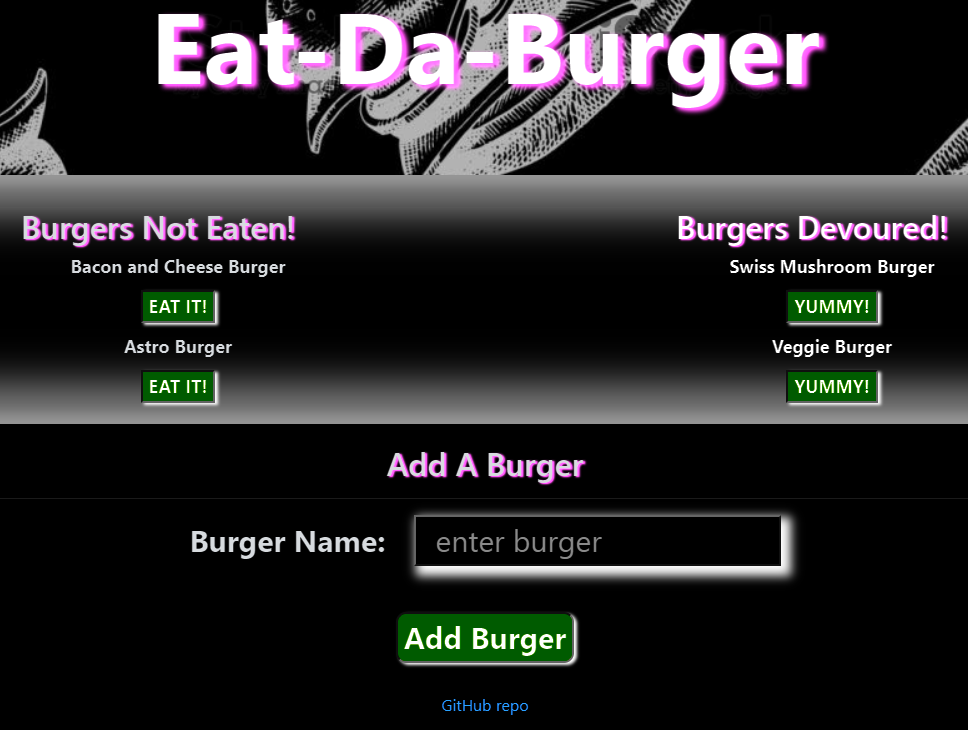 Eat-Da-Burger
Burgers Not Eaten!
Bacon and Cheese Burger
EAT IT!
Astro Burger
EAT IT!
Burgers Devoured!
Swiss Mushroom Burger
YUMMY!
Veggie Burger
YUMMY!
Add A Burger
Burger Name:
enter burger
Add Burger
GitHub repo